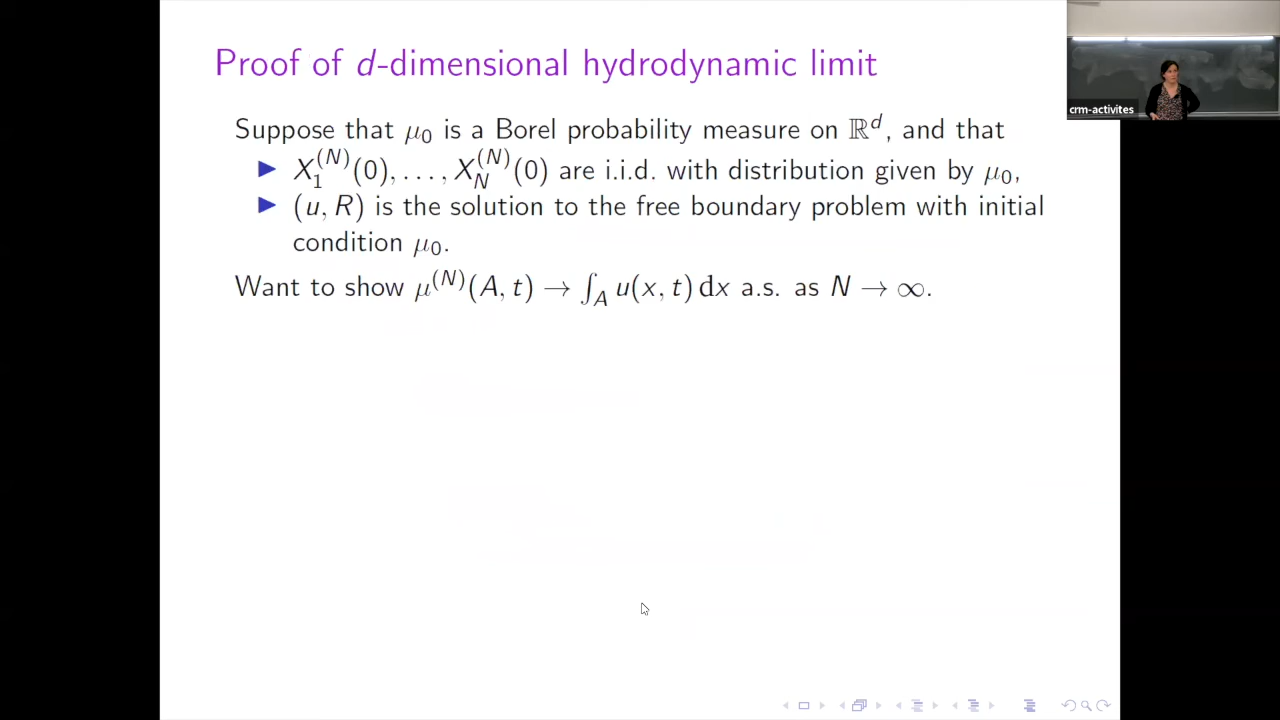 Proof of d-dimensional hydrodynamic limit
crm-activites
Suppose that μ₀ is a Borel probability measure on ℝᵈ, and that
▶ X₁⁽ᴺ⁾(0), . . . , X_N⁽ᴺ⁾(0) are i.i.d. with distribution given by μ₀,
▶ (u, R) is the solution to the free boundary problem with initial
condition μ₀.
Want to show μ⁽ᴺ⁾(A, t) → ∫_A u(x, t) dx a.s. as N → ∞.